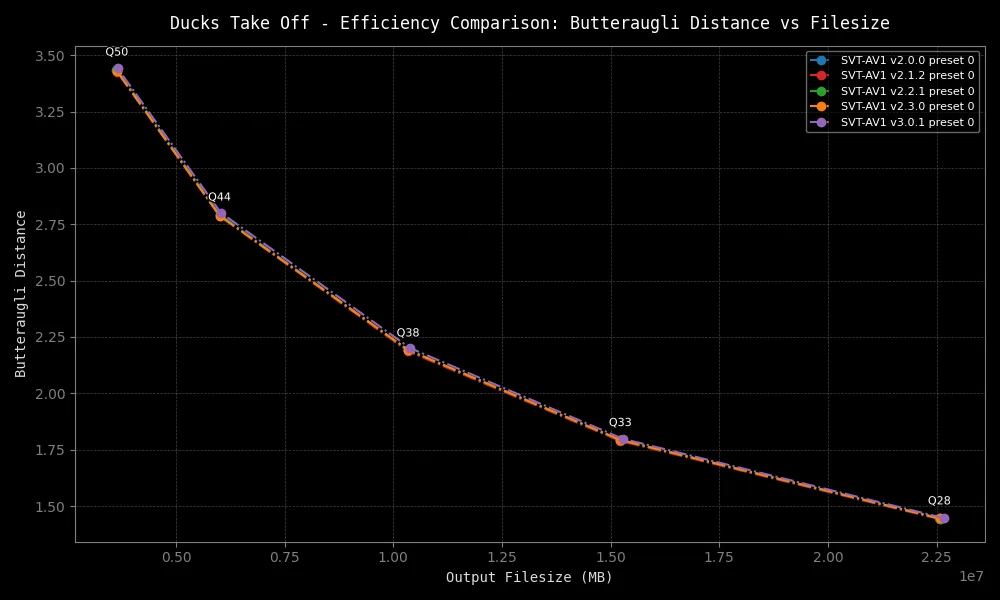 Ducks Take Off - Efficiency Comparison: Butteraugli Distance vs Filesize
SVT-AV1 v2.0.0 preset 0
SVT-AV1 v2.1.2 preset 0
SVT-AV1 v2.2.1 preset 0
SVT-AV1 v2.3.0 preset 0
SVT-AV1 v3.0.1 preset 0
Q50
Q44
Q38
Q33
Q28
Butteraugli Distance
3.50
3.25
3.00
2.75
2.50
2.25
2.00
1.75
1.50
0.50 0.75 1.00 1.25 1.50 1.75 2.00 2.25
1e7
Output Filesize (MB)